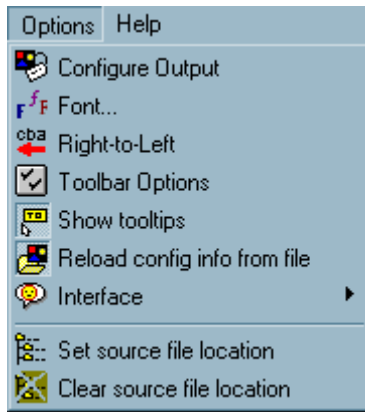 Options Help
Configure Output
Font...
Right-to-Left
Toolbar Options
Show tooltips
Reload config info from file
Interface
Set source file location
Clear source file location